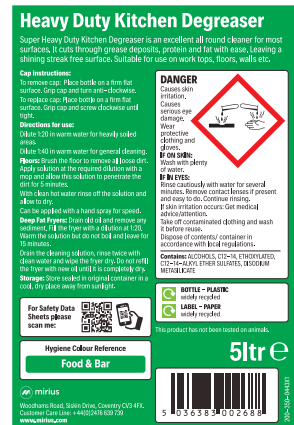 Heavy Duty Kitchen Degreaser
Super Heavy Duty Kitchen Degreaser is an excellent all round cleaner for most
surfaces. It cuts through grease deposits, protein and fat with ease, Leaving a
shining streak free surface. Suitable for use on work tops, floors, walls etc.
Cap instructions:
To remove cap: Place bottle on a firm flat
surface. Grip cap and turn anti-clockwise.
To replace cap: Place bottle on firm flat
surface. Grip cap and screw clockwise until
tight.
Directions for use:
Dilute 1:20 in warm water for heavily soiled
areas.
Dilute 1:40 in warm water for general cleaning.
Floors: Brush the floor to remove all loose dirt.
Apply solution at the required dilution with a
mop and allow this solution to penetrate the
dirt for 5 minutes.
With clean hot water rinse off the solution and
allow to dry.
Can be applied with a hand spray for speed.
Deep Fat Fryers: Drain old oil and remove any
sediment, Fill the fryer with a dilution at 1:20,
Warm the solution but do not boil and leave for
15 minutes.
Drain the cleaning solution, rinse twice with
clean water and wipe the fryer dry. Do not refil
the fryer with new oil until it is completely dry.
Storage: Store sealed in original container in a
cool, dry place away from sunlight.
DANGER
Causes skin
irritation.
Causes
serious eye
damage.
Wear
protective
clothing and
gloves.
IF ON SKIN:
Wash with plenty
of water.
IF IN EYES:
Rinse cautiously with water for several
minutes. Remove contact lenses if present
and easy to do. Continue rinsing.
If skin irritation occurs: Get medical
advice/attention.
Take off contaminated clothing and wash
it before reuse.
Dispose of contents/ container in
accordance with local regulations.
Contains: ALCOHOLS, C12-14, ETHOXYLATED,
C12-14-ALKYL ETHER SULFATES, DISODIUM
METASILICATE
BOTTLE - PLASTIC
widely recycled
LABEL - PAPER
widely recycled
This product has not been tested on animals.
For Safety Data
Sheets please
scan me:
Hygiene Colour Reference
Food & Bar
5ltr ℮
mirius
Woodhams Road, Siskin Drive, Coventry CV3 4FX.
Customer Care Line: +44(0)2476 639 739
www.mirius.com
5 036383 002688